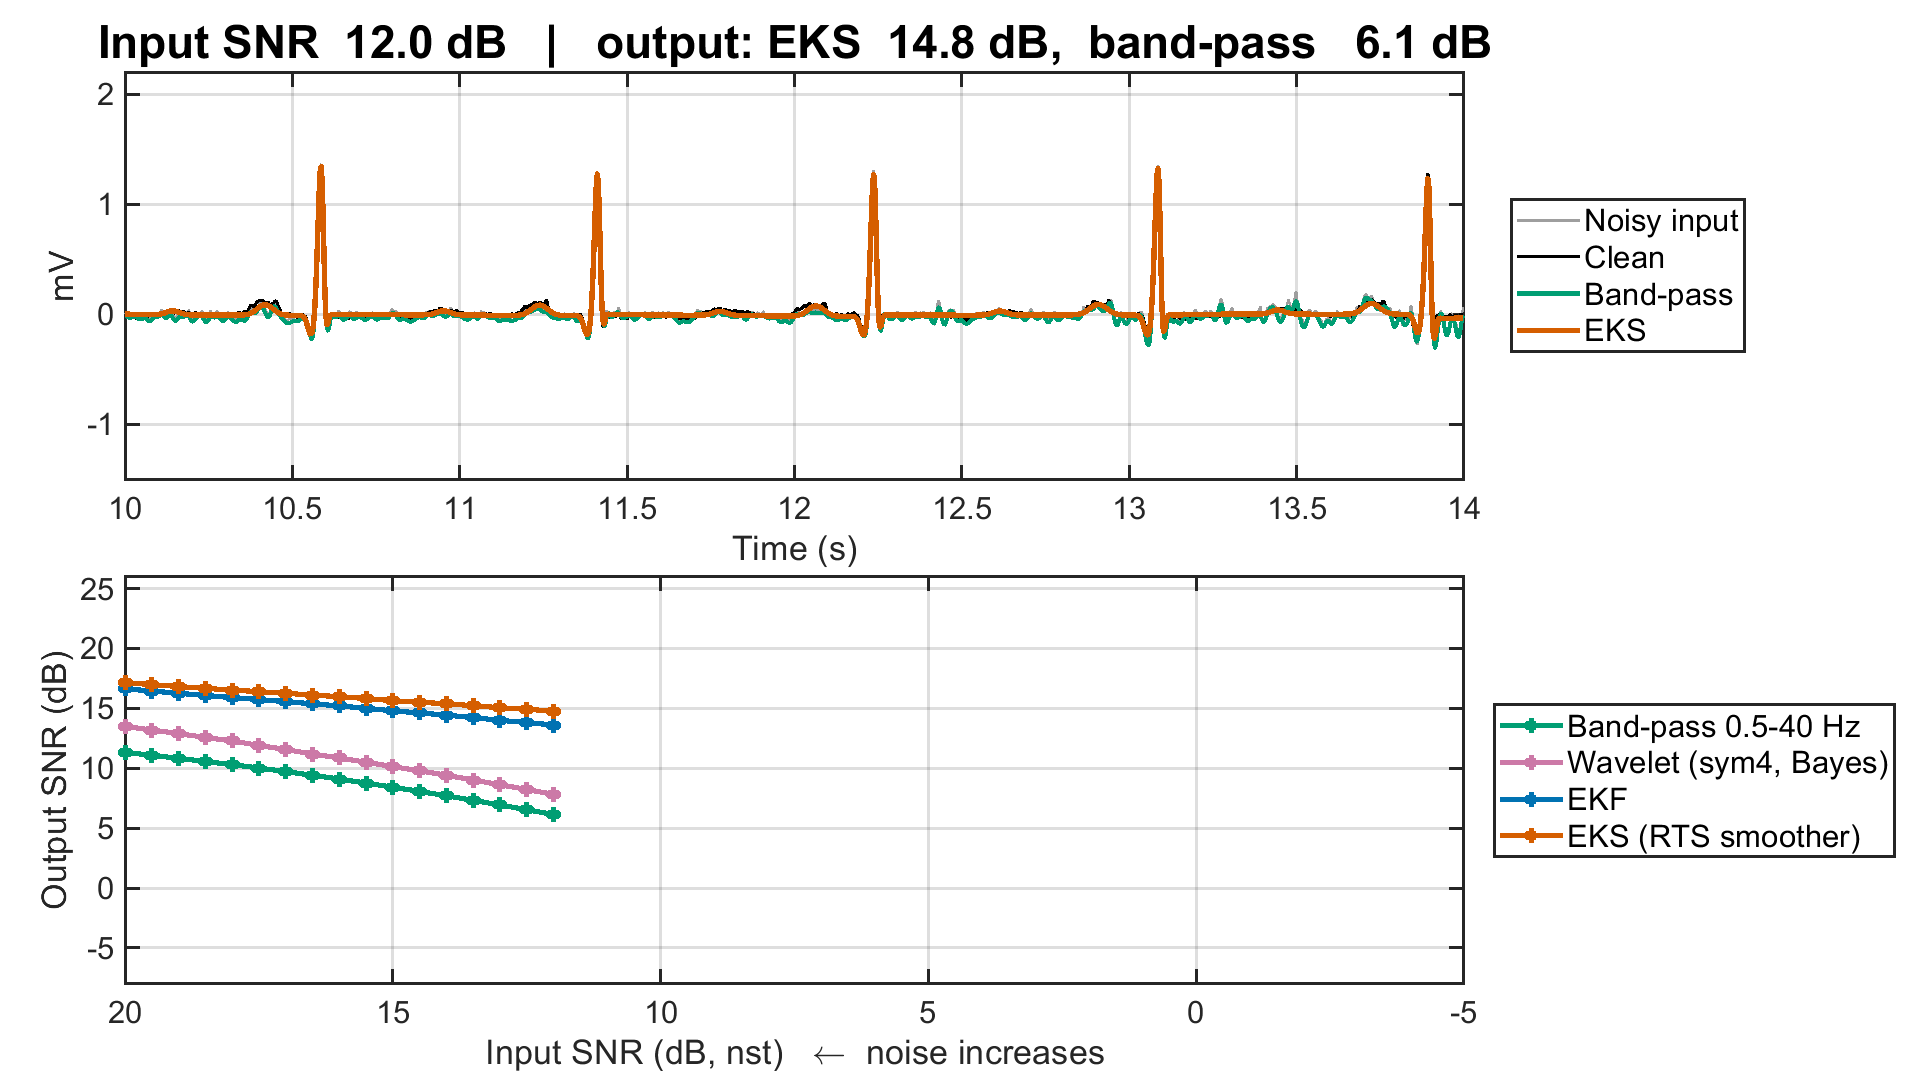 Input SNR  12.0 dB   |   output: EKS  14.8 dB,  band-pass   6.1 dB
2
1
0
-1
mV
10 10.5 11 11.5 12 12.5 13 13.5 14
Time (s)
Noisy input
Clean
Band-pass
EKS
25
20
15
10
5
0
-5
Output SNR (dB)
20 15 10 5 0 -5
Input SNR (dB, nst)   ←  noise increases
Band-pass 0.5-40 Hz
Wavelet (sym4, Bayes)
EKF
EKS (RTS smoother)